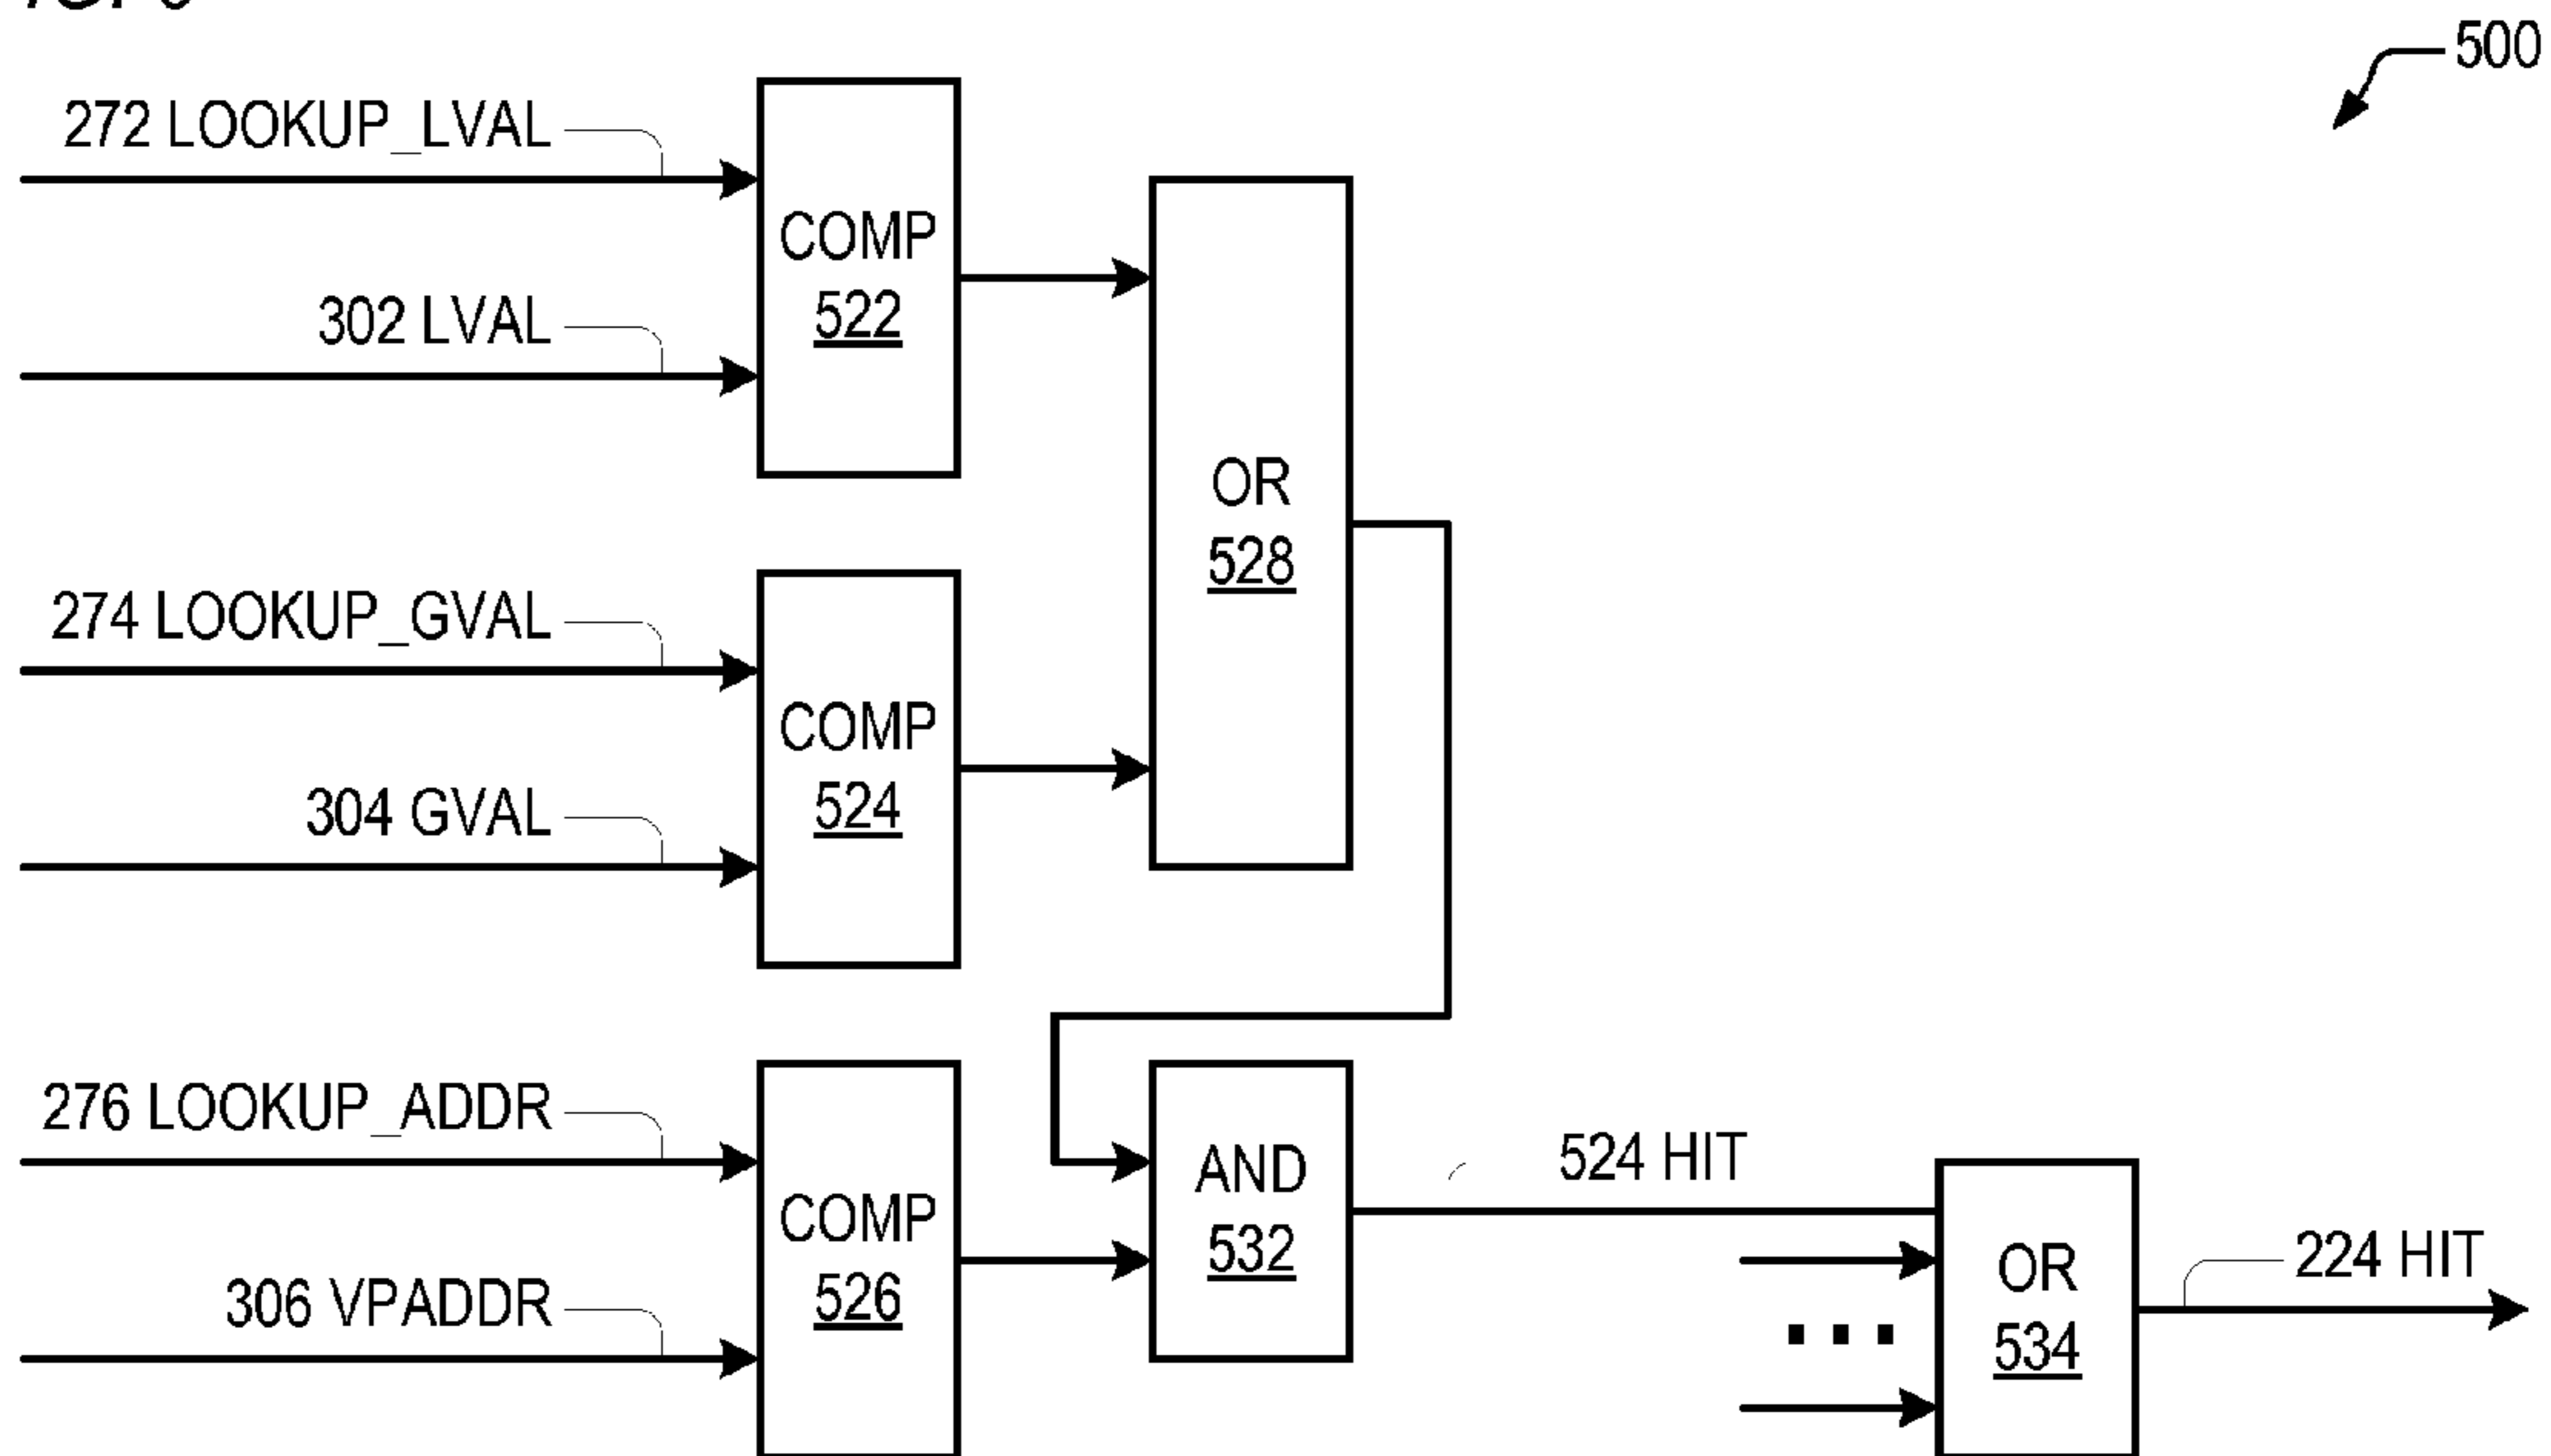 500
272 LOOKUP_LVAL
COMP
522
302 LVAL
OR
528
274 LOOKUP_GVAL
COMP
524
304 GVAL
276 LOOKUP_ADDR
COMP
526
306 VPADDR
AND
532
524 HIT
OR
534
224 HIT